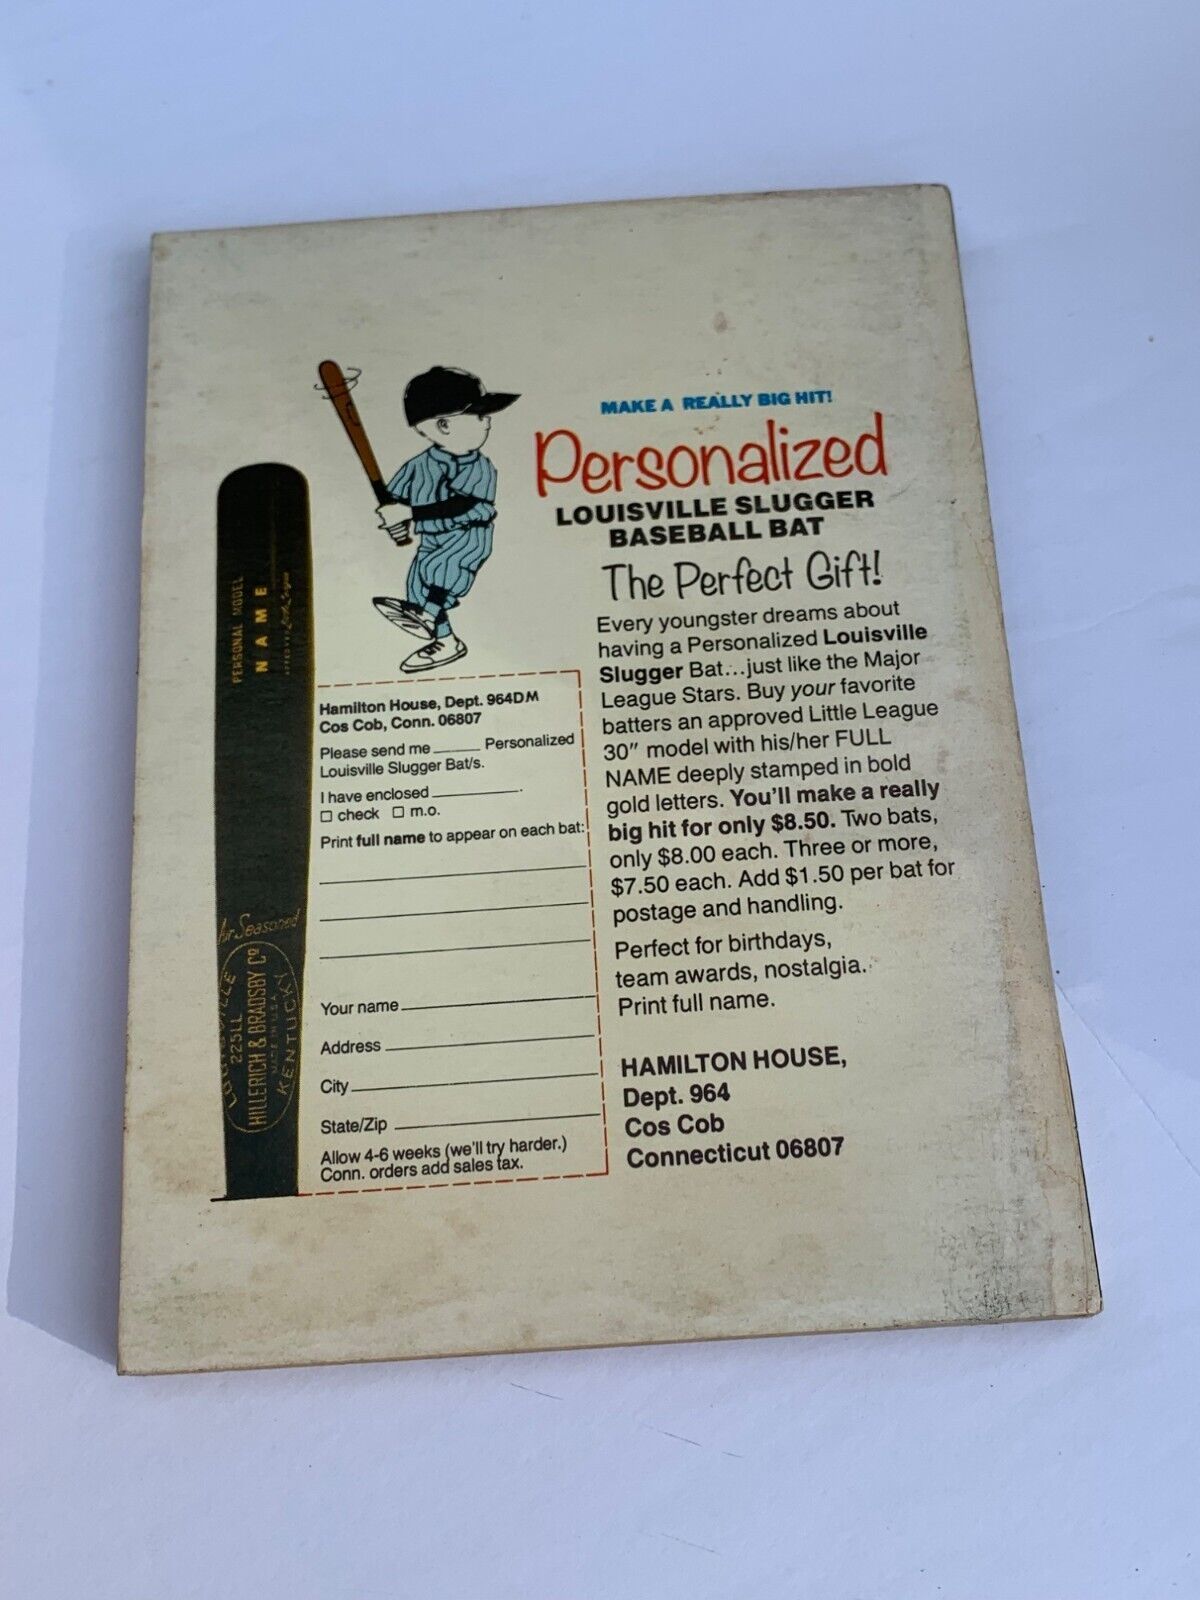 MAKE A REALLY BIG HIT!
Personalized
LOUISVILLE SLUGGER
BASEBALL BAT
The Perfect Gift!
Every youngster dreams about
having a Personalized Louisville
Slugger Bat...just like the Major
League Stars. Buy your favorite
batters an approved Little League
30" model with his/her FULL
NAME deeply stamped in bold
gold letters. You'll make a really
big hit for only $8.50. Two bats,
only $8.00 each. Three or more,
$7.50 each. Add $1.50 per bat for
postage and handling.
Perfect for birthdays,
team awards, nostalgia.
Print full name.
HAMILTON HOUSE,
Dept. 964
Cos Cob
Connecticut 06807
PERSONAL MODEL
NAME
Air-Seasoned
LOUISVILLE
225LL
HILLERICH & BRADSBY CO
MADE IN U.S.A.
KENTUCKY
Hamilton House, Dept. 964DM
Cos Cob, Conn. 06807
Please send me ____ Personalized
Louisville Slugger Bat/s.
I have enclosed ________.
☐ check ☐ m.o.
Print full name to appear on each bat:
Your name
Address
City
State/Zip
Allow 4-6 weeks (we'll try harder.)
Conn. orders add sales tax.